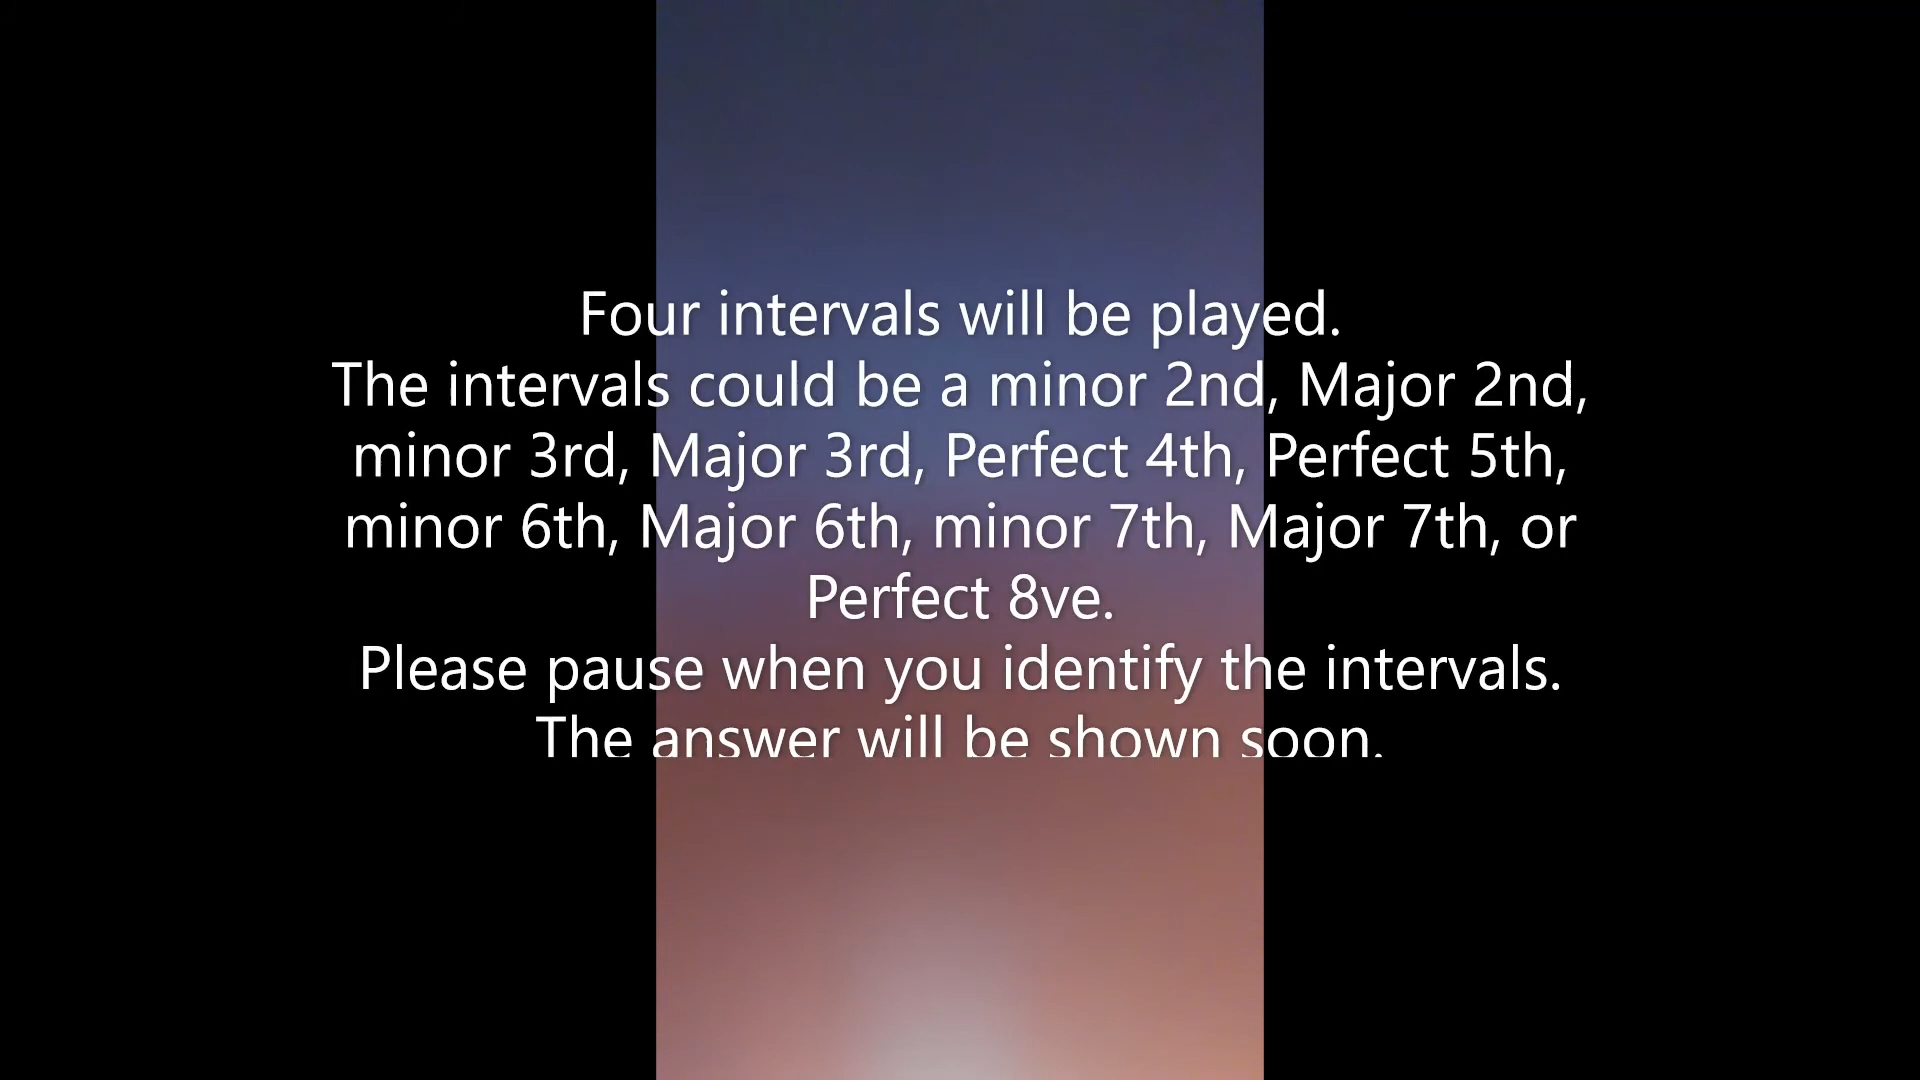 Four intervals will be played.
The intervals could be a minor 2nd, Major 2nd,
minor 3rd, Major 3rd, Perfect 4th, Perfect 5th,
minor 6th, Major 6th, minor 7th, Major 7th, or
Perfect 8ve.
Please pause when you identify the intervals.
The answer will be shown soon.